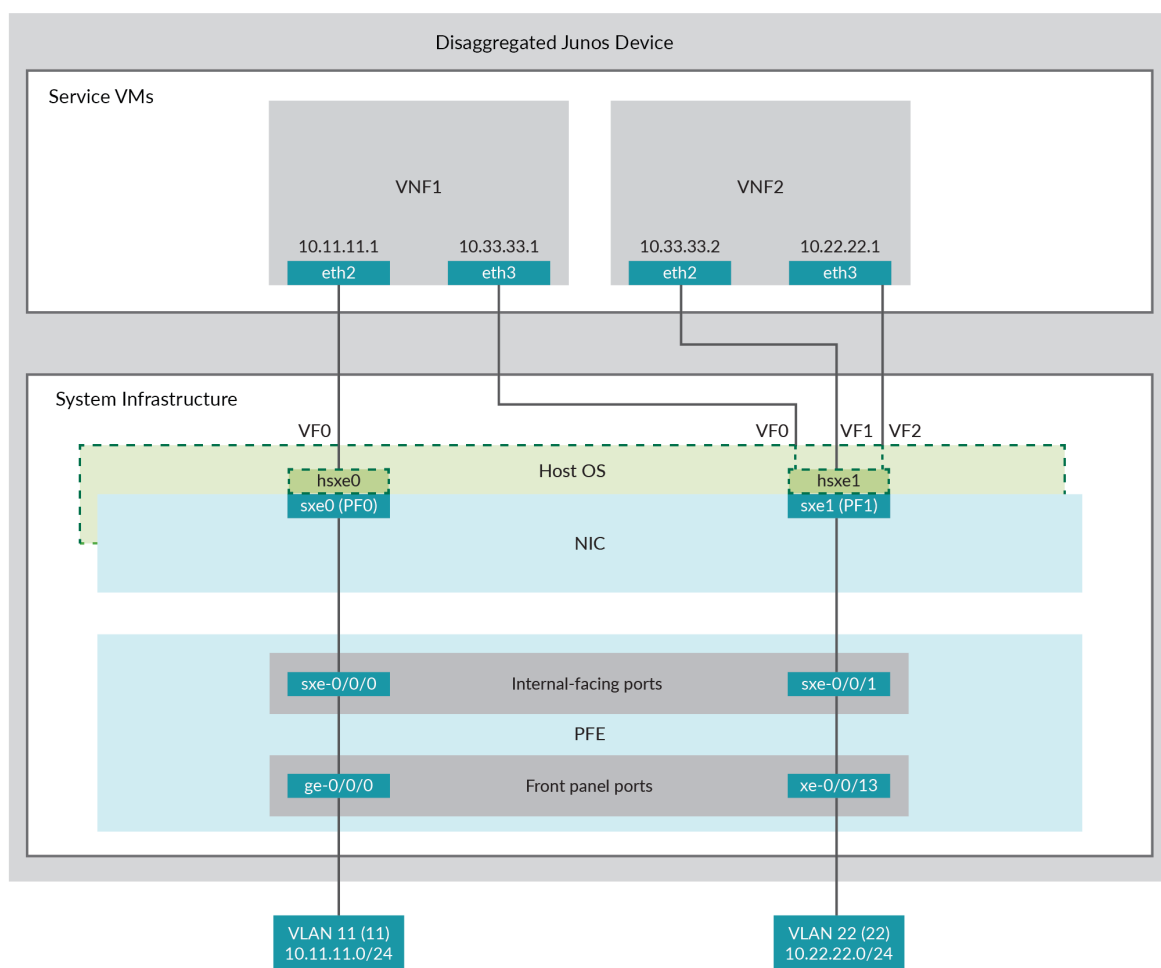 Disaggregated Junos Device
Service VMs
VNF1
VNF2
10.11.11.1
10.33.33.1
10.33.33.2
10.22.22.1
eth2
eth3
eth2
eth3
System Infrastructure
VF0
VF0
VF1
VF2
Host OS
hsxe0
hsxe1
sxe0 (PF0)
sxe1 (PF1)
NIC
sxe-0/0/0
Internal-facing ports
sxe-0/0/1
PFE
ge-0/0/0
Front panel ports
xe-0/0/13
VLAN 11 (11)
10.11.11.0/24
VLAN 22 (22)
10.22.22.0/24